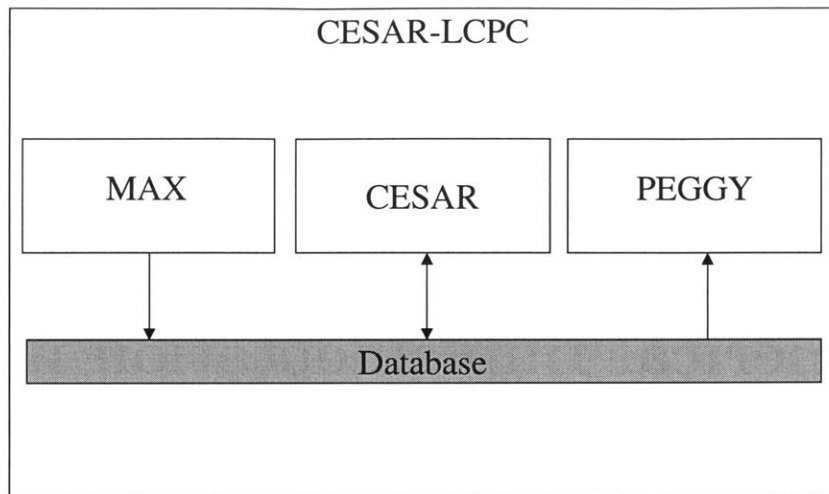 CESAR-LCPC
MAX
CESAR
PEGGY
Database